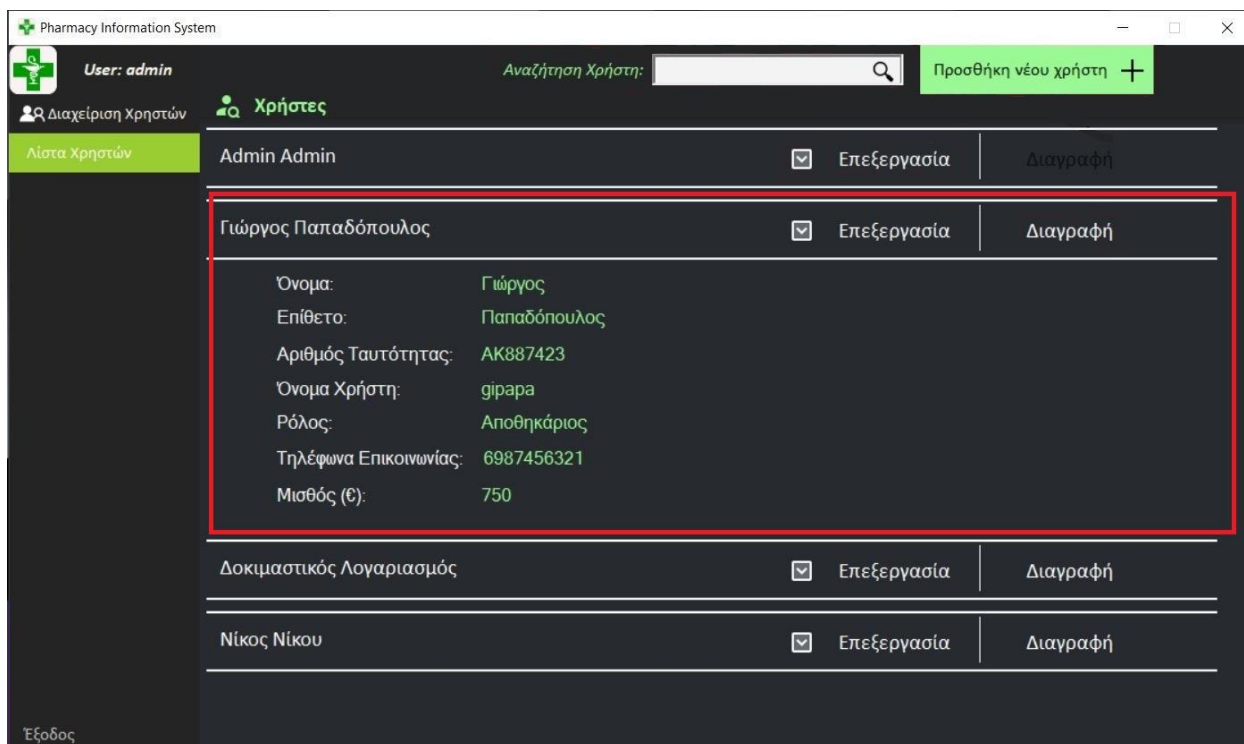 Pharmacy Information System
User: admin
Αναζήτηση Χρήστη:
Προσθήκη νέου χρήστη
Διαχείριση Χρηστών
Χρήστες
Λίστα Χρηστών
Admin Admin Επεξεργασία Διαγραφή
Γιώργος Παπαδόπουλος Επεξεργασία Διαγραφή
Όνομα: Γιώργος
Επίθετο: Παπαδόπουλος
Αριθμός Ταυτότητας: AK887423
Όνομα Χρήστη: gipapa
Ρόλος: Αποθηκάριος
Τηλέφωνα Επικοινωνίας: 6987456321
Μισθός (€): 750
Δοκιμαστικός Λογαριασμός Επεξεργασία Διαγραφή
Νίκος Νίκου Επεξεργασία Διαγραφή
Έξοδος